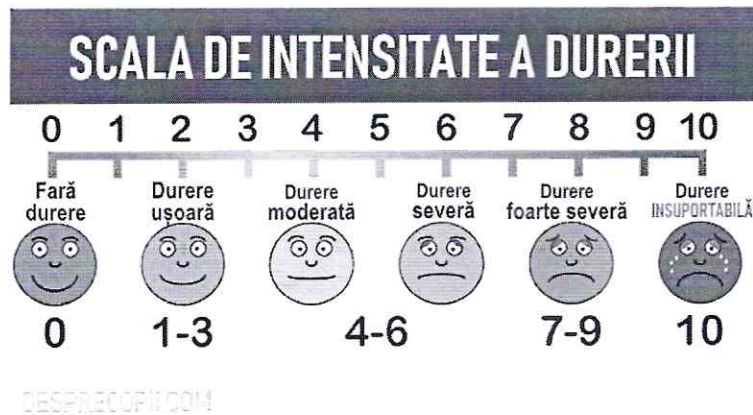 SCALA DE INTENSITATE A DURERII
0 1 2 3 4 5 6 7 8 9 10
Fară durere
Durere ușoară
Durere moderată
Durere severă
Durere foarte severă
Durere INSUPORTABILĂ
0 1-3 4-6 7-9 10
DESPRECOPII.COM